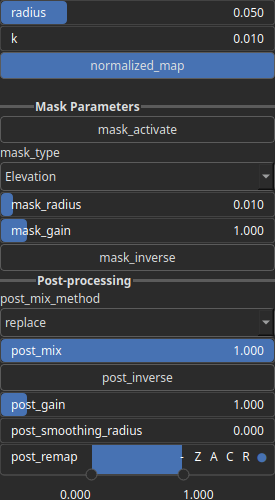 radius 0.050
k 0.010
normalized_map
Mask Parameters
mask_activate
mask_type
Elevation
mask_radius 0.010
mask_gain 1.000
mask_inverse
Post-processing
post_mix_method
replace
post_mix 1.000
post_inverse
post_gain 1.000
post_smoothing_radius 0.000
post_remap - Z A C R
0.000 1.000